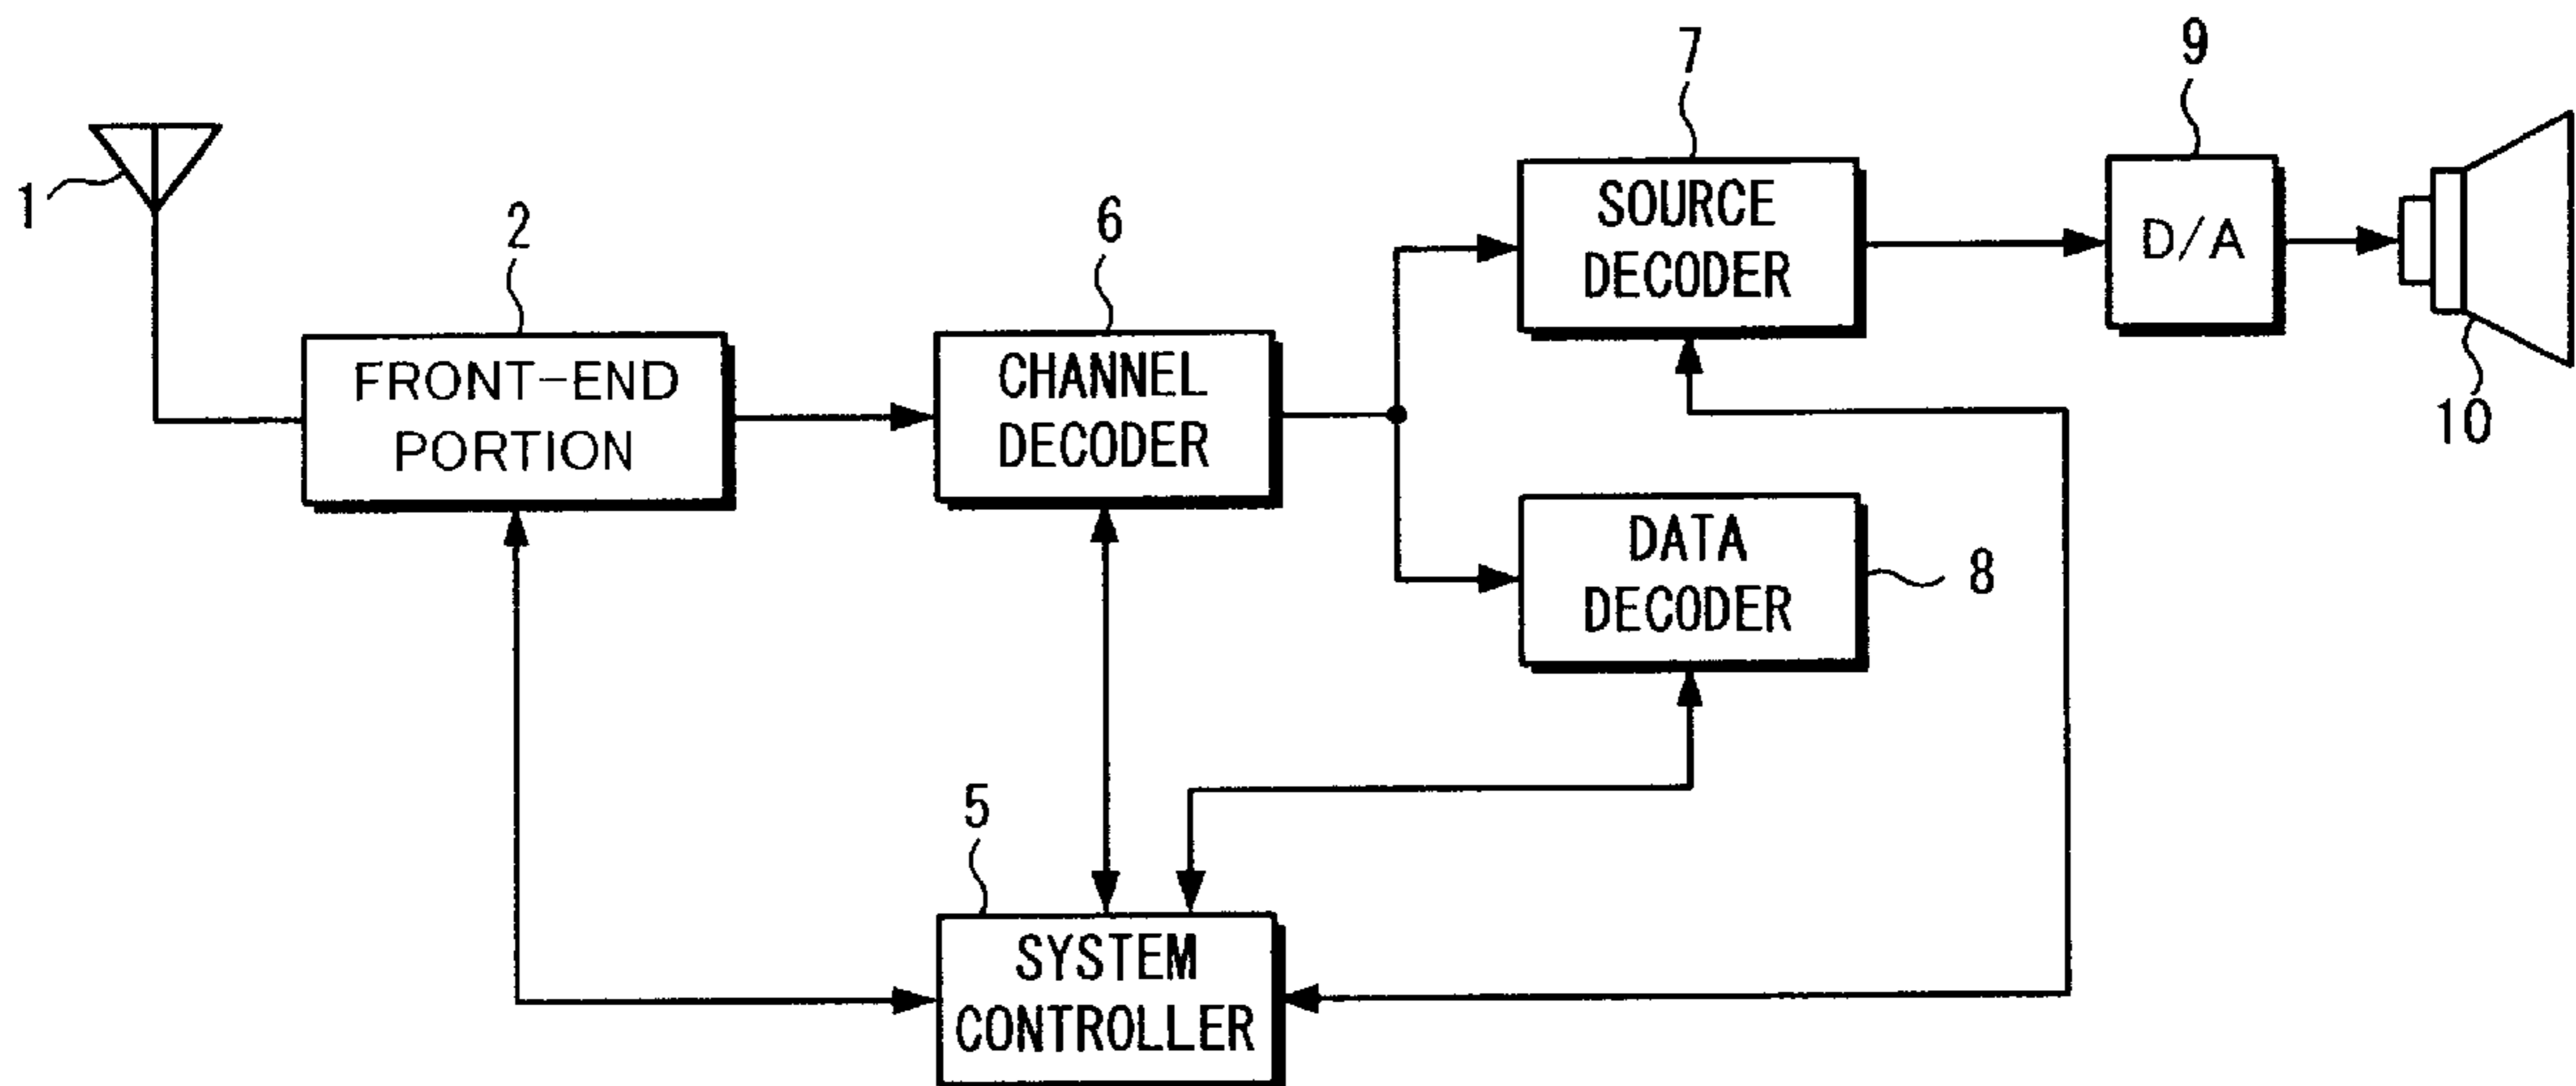 1
2
FRONT-END
PORTION
6
CHANNEL
DECODER
7
SOURCE
DECODER
9
D/A
10
DATA
DECODER
8
5
SYSTEM
CONTROLLER